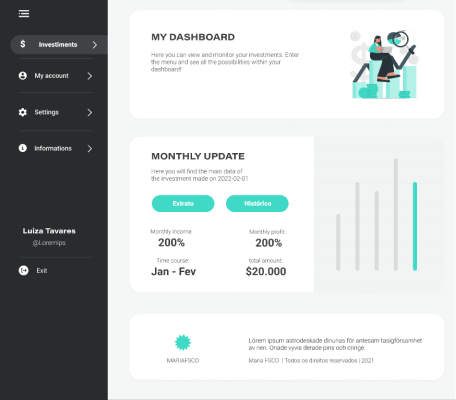 $ Investiments
My account
Settings
Informations
Luiza Tavares
@Loremips
Exit
MY DASHBOARD
Here you can view and monitor your investments. Enter
the menu and see all the possibilities within your
dashboard!
MONTHLY UPDATE
Here you will find the main data of
the investment made on 2022-02-01
Extrato
Histórico
Monthly income:
200%
Monthly profit:
200%
Time course:
Jan - Fev
total amount:
$20.000
MARIAFSCO
Lorem ipsum astrodeskade dinunas för antesam tasigförsamhet
av nen. Onade vyvis derade pins och cringe.
Maria FSCO | Todos os direitos reservados | 2021